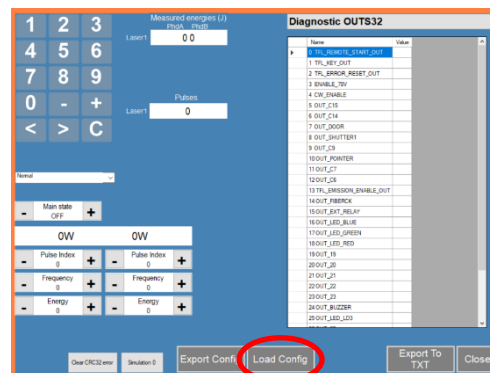 1 2 3
4 5 6
7 8 9
0 - +
< > C
Measured energies (J)
PhdA PhdB
Laser1 0 0
Pulses
Laser1 0
Normal
- Main state +
OFF
0W 0W
- Pulse Index + - Pulse Index +
0 0
- Frequency + - Frequency +
0 0
- Energy + - Energy +
0 0
Clear CRC32 error Simulation 0 Export Config Load Config
Diagnostic OUTS32
Name Value
0 TFL_REMOTE_START_OUT
1 TFL_KEY_OUT
2 TFL_ERROR_RESET_OUT
3 ENABLE_78V
4 CW_ENABLE
5 OUT_C15
6 OUT_C14
7 OUT_DOOR
8 OUT_SHUTTER1
9 OUT_C9
10 OUT_POINTER
11 OUT_C7
12 OUT_C6
13 TFL_EMISSION_ENABLE_OUT
14 OUT_FIBERCK
15 OUT_EXT_RELAY
16 OUT_LED_BLUE
17 OUT_LED_GREEN
18 OUT_LED_RED
19 OUT_19
20 OUT_20
21 OUT_21
22 OUT_22
23 OUT_23
24 OUT_BUZZER
25 OUT_LED_LD3
Export To
TXT
Close